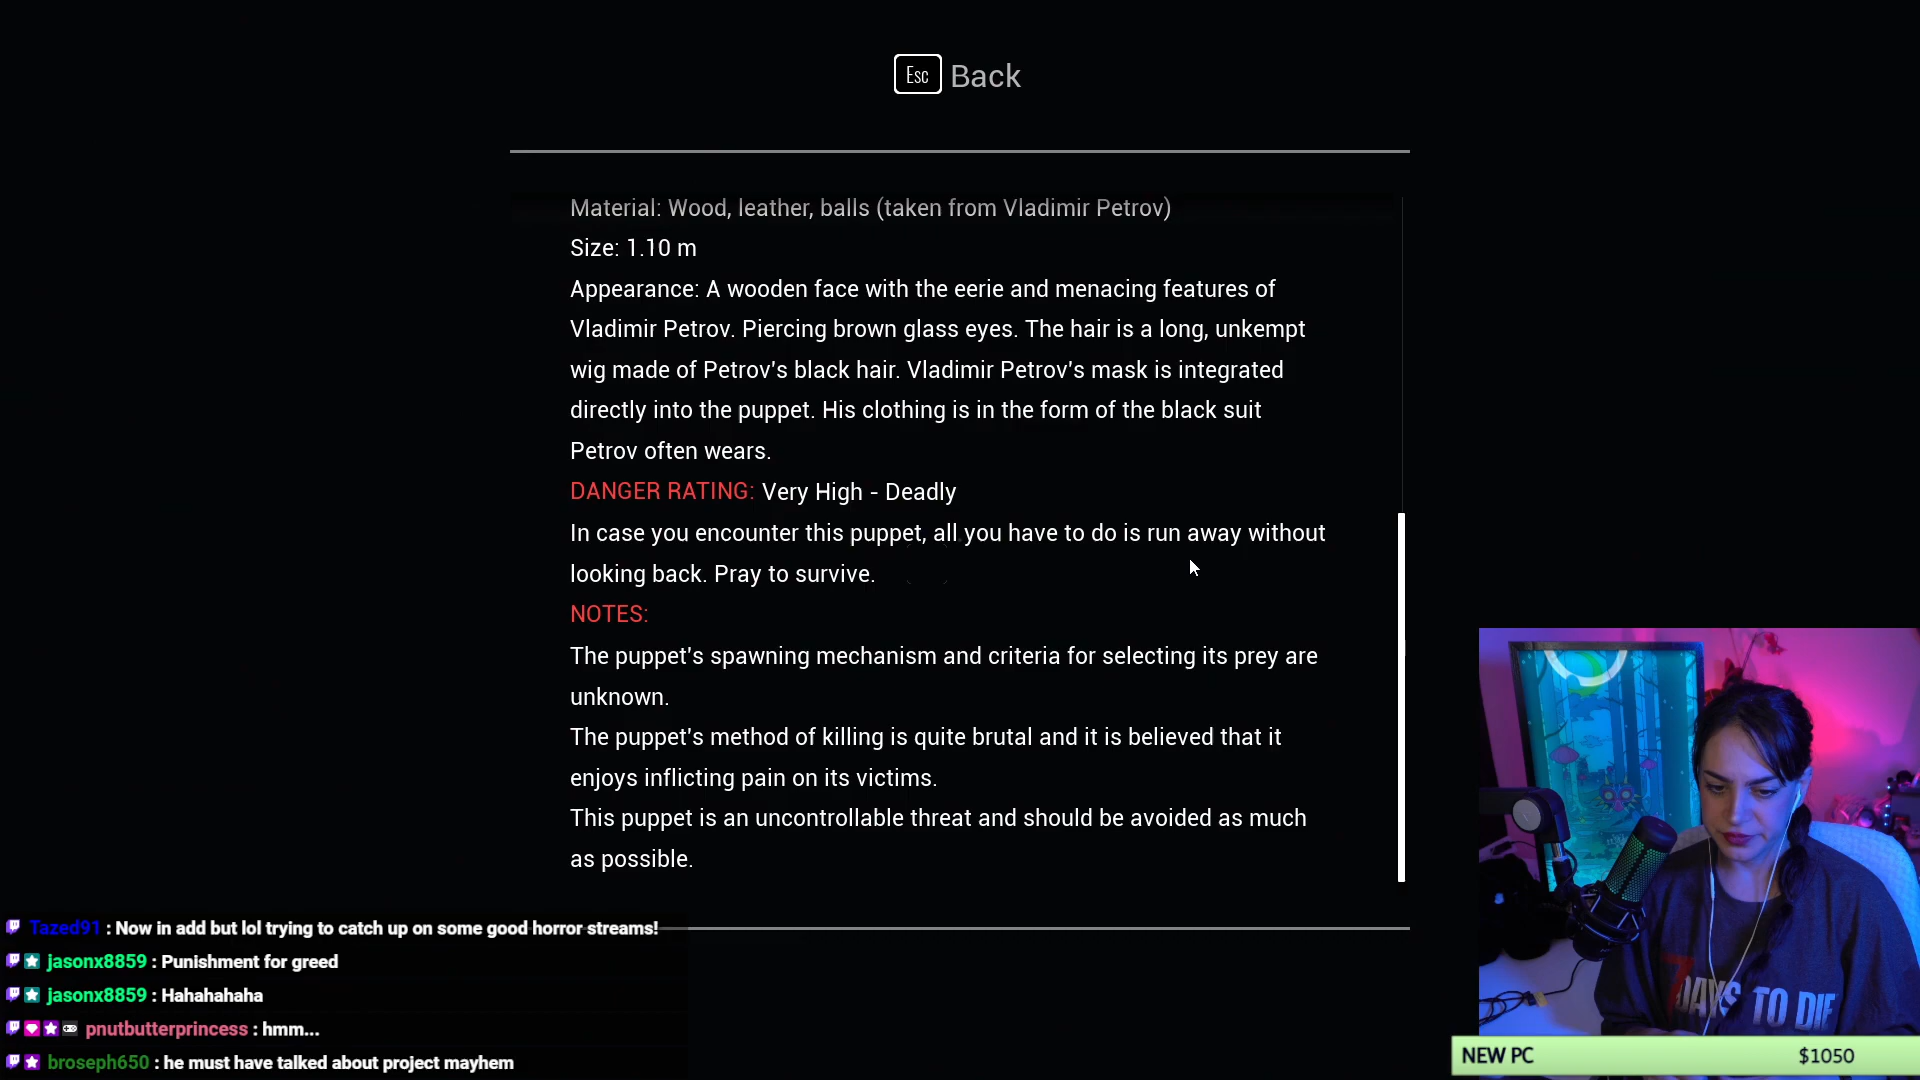 Esc Back
Material: Wood, leather, balls (taken from Vladimir Petrov)
Size: 1.10 m
Appearance: A wooden face with the eerie and menacing features of
Vladimir Petrov. Piercing brown glass eyes. The hair is a long, unkempt
wig made of Petrov's black hair. Vladimir Petrov's mask is integrated
directly into the puppet. His clothing is in the form of the black suit
Petrov often wears.
DANGER RATING: Very High - Deadly
In case you encounter this puppet, all you have to do is run away without
looking back. Pray to survive.
NOTES:
The puppet's spawning mechanism and criteria for selecting its prey are
unknown.
The puppet's method of killing is quite brutal and it is believed that it
enjoys inflicting pain on its victims.
This puppet is an uncontrollable threat and should be avoided as much
as possible.
Tazed91 : Now in add but lol trying to catch up on some good horror streams!
jasonx8859 : Punishment for greed
jasonx8859 : Hahahahaha
pnutbutterprincess : hmm...
broseph650 : he must have talked about project mayhem
7 DAYS TO DIE
NEW PC $1050